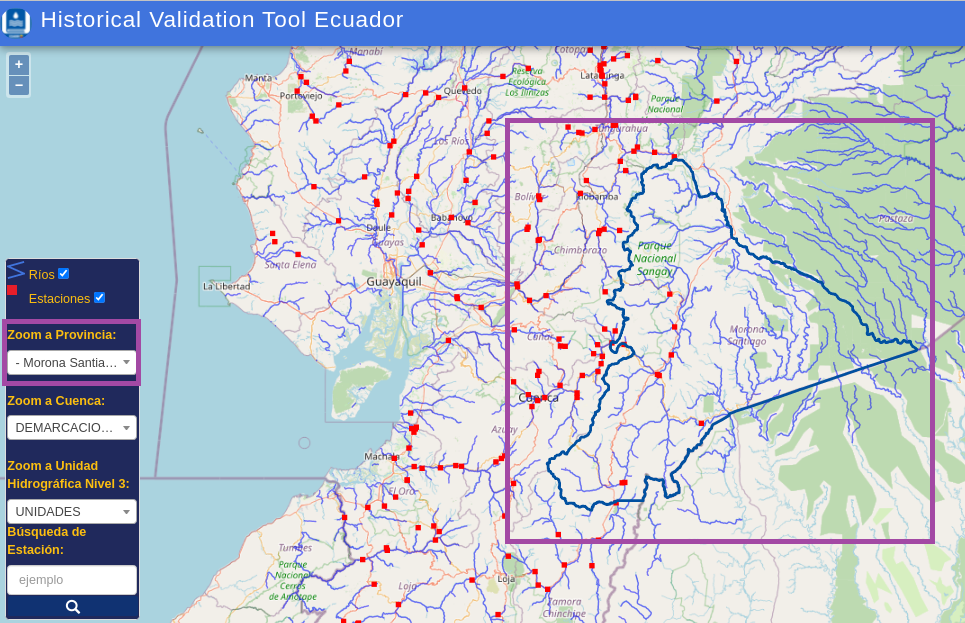 Historical Validation Tool Ecuador
+
−
Manabí
Manta
Portoviejo
Quevedo
Reserva
Ecológica
Los Ilinizas
Latacunga
Parque
Nacional
Tungurahua
Los Ríos
Bolív
Riobamba
Babahoyo
Daule
Guayas
Chimborazo
Parque
Nacional
Sangay
Pastaza
Santa Elena
La Libertad
Guayaquil
Cañar
Morona
Santiago
Cuenca
Azuay
Machala
El Oro
Tumbes
Parque
Nacional
Cerros
de Amotape
Loja
Loja
Zamora
Chinchipe
Ríos
Estaciones
Zoom a Provincia:
- Morona Santia...
Zoom a Cuenca:
DEMARCACIO...
Zoom a Unidad
Hidrográfica Nivel 3:
UNIDADES
Búsqueda de
Estación:
ejemplo